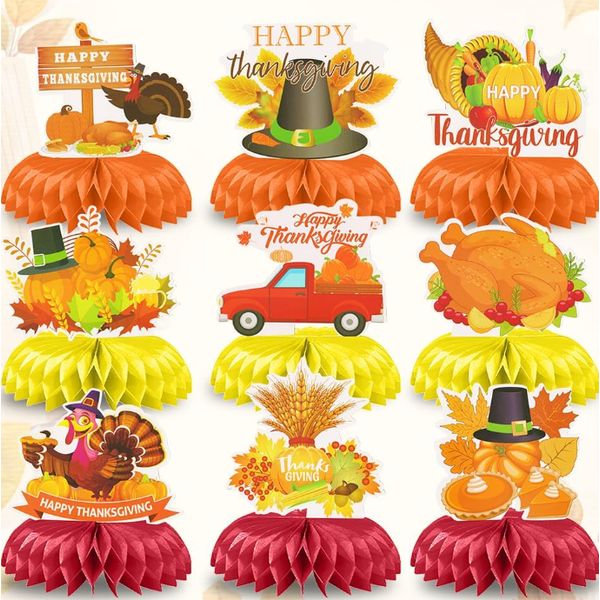 HAPPY
THANKSGIVING
HAPPY
thanksgiving
HAPPY
Thanksgiving
Happy
Thanksgiving
HAPPY THANKSGIVING
Thanks
GIVING